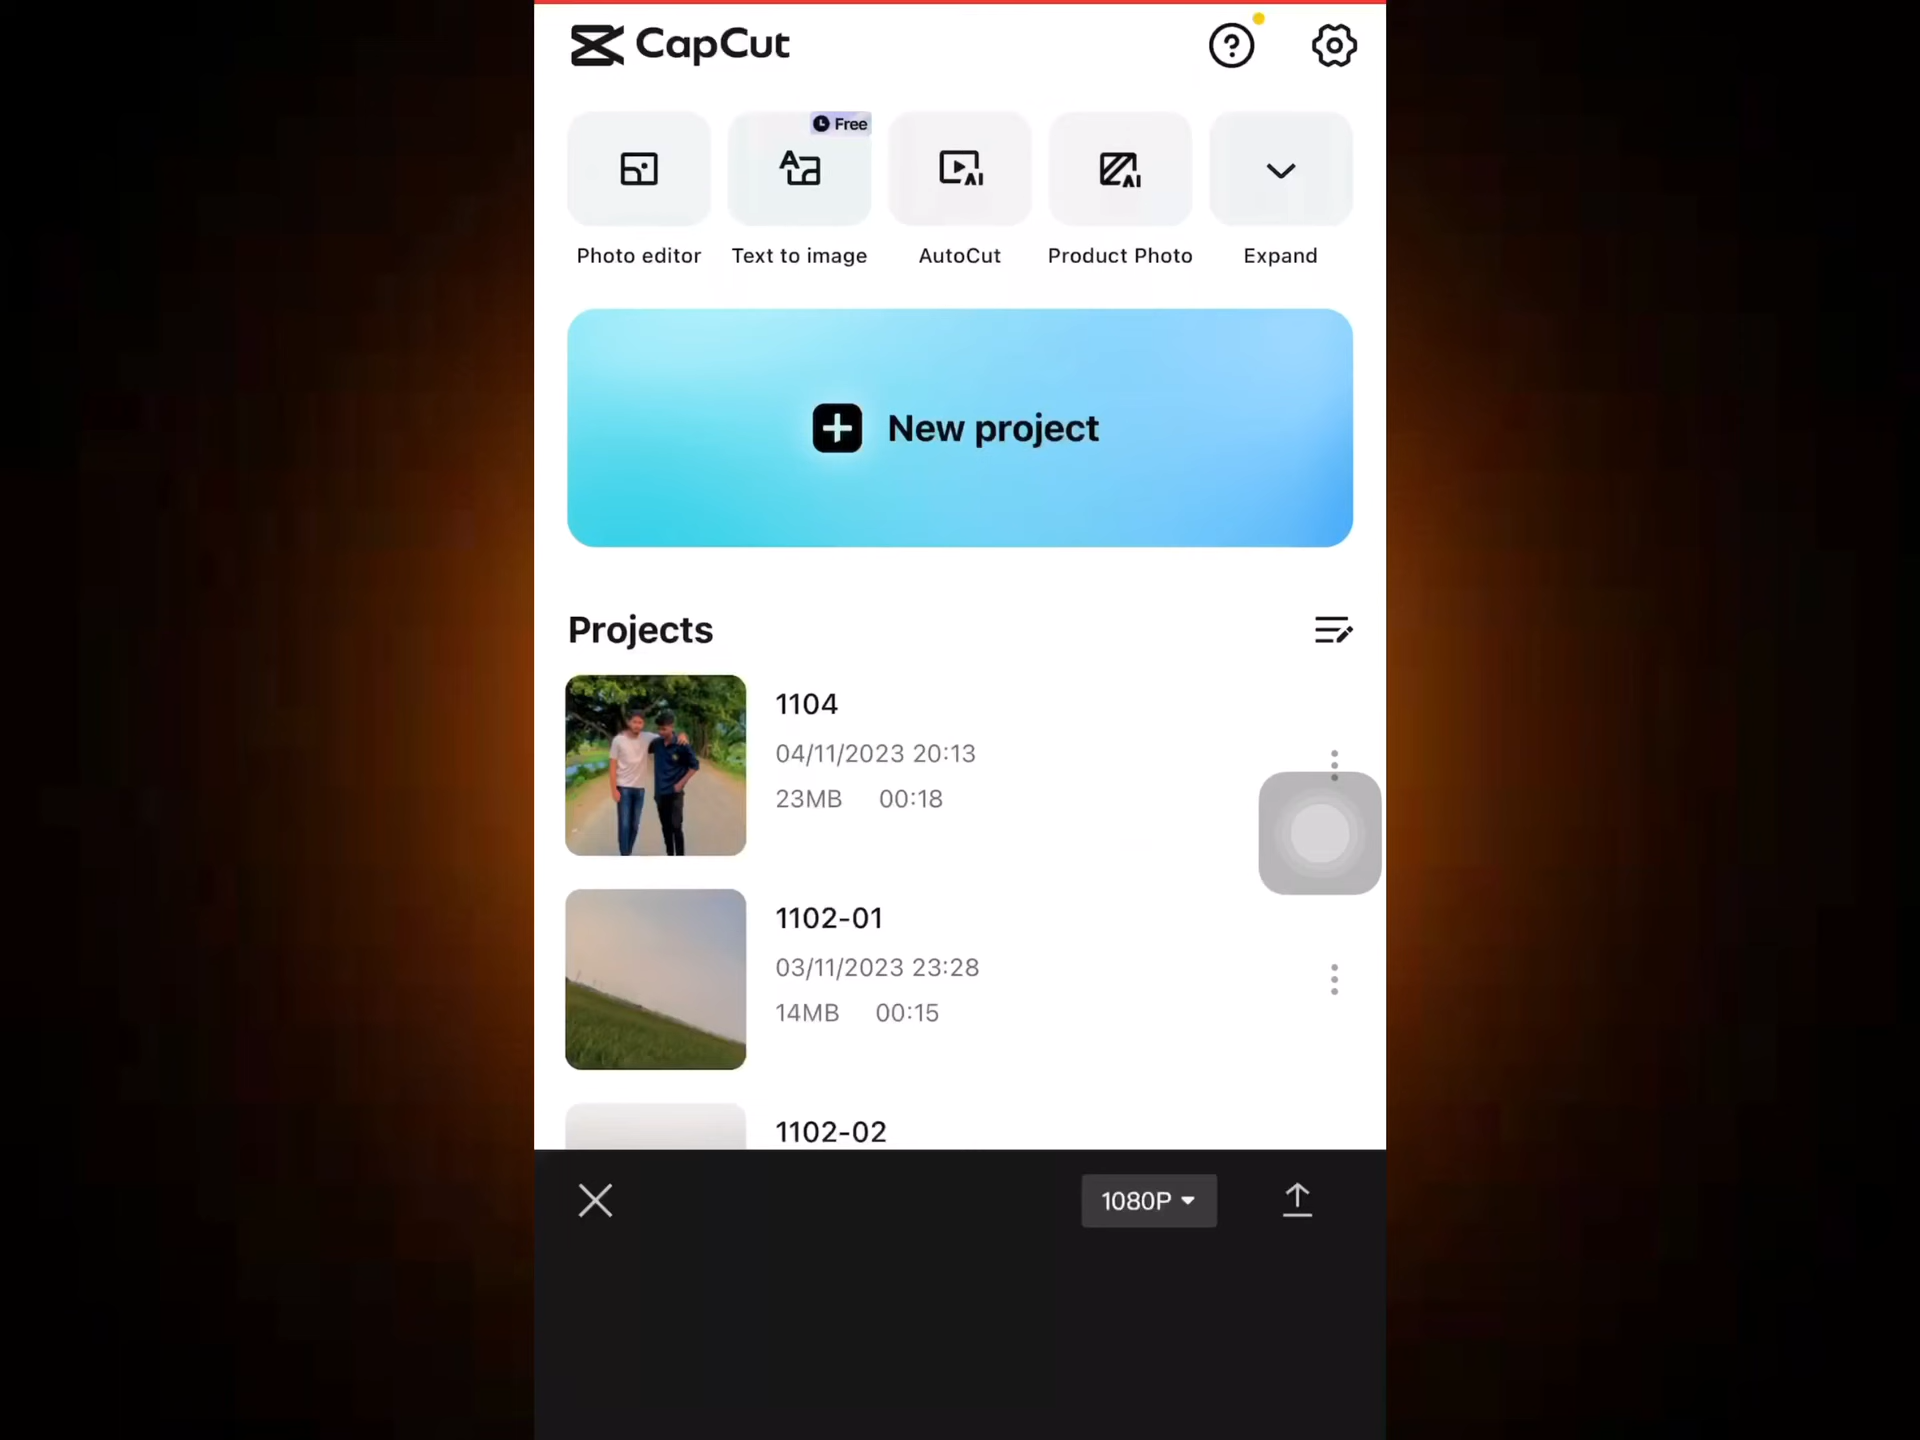 CapCut
Free
Photo editor
Text to image
AutoCut
Product Photo
Expand
New project
Projects
1104
04/11/2023 20:13
23MB 00:18
1102-01
03/11/2023 23:28
14MB 00:15
1102-02
1080P